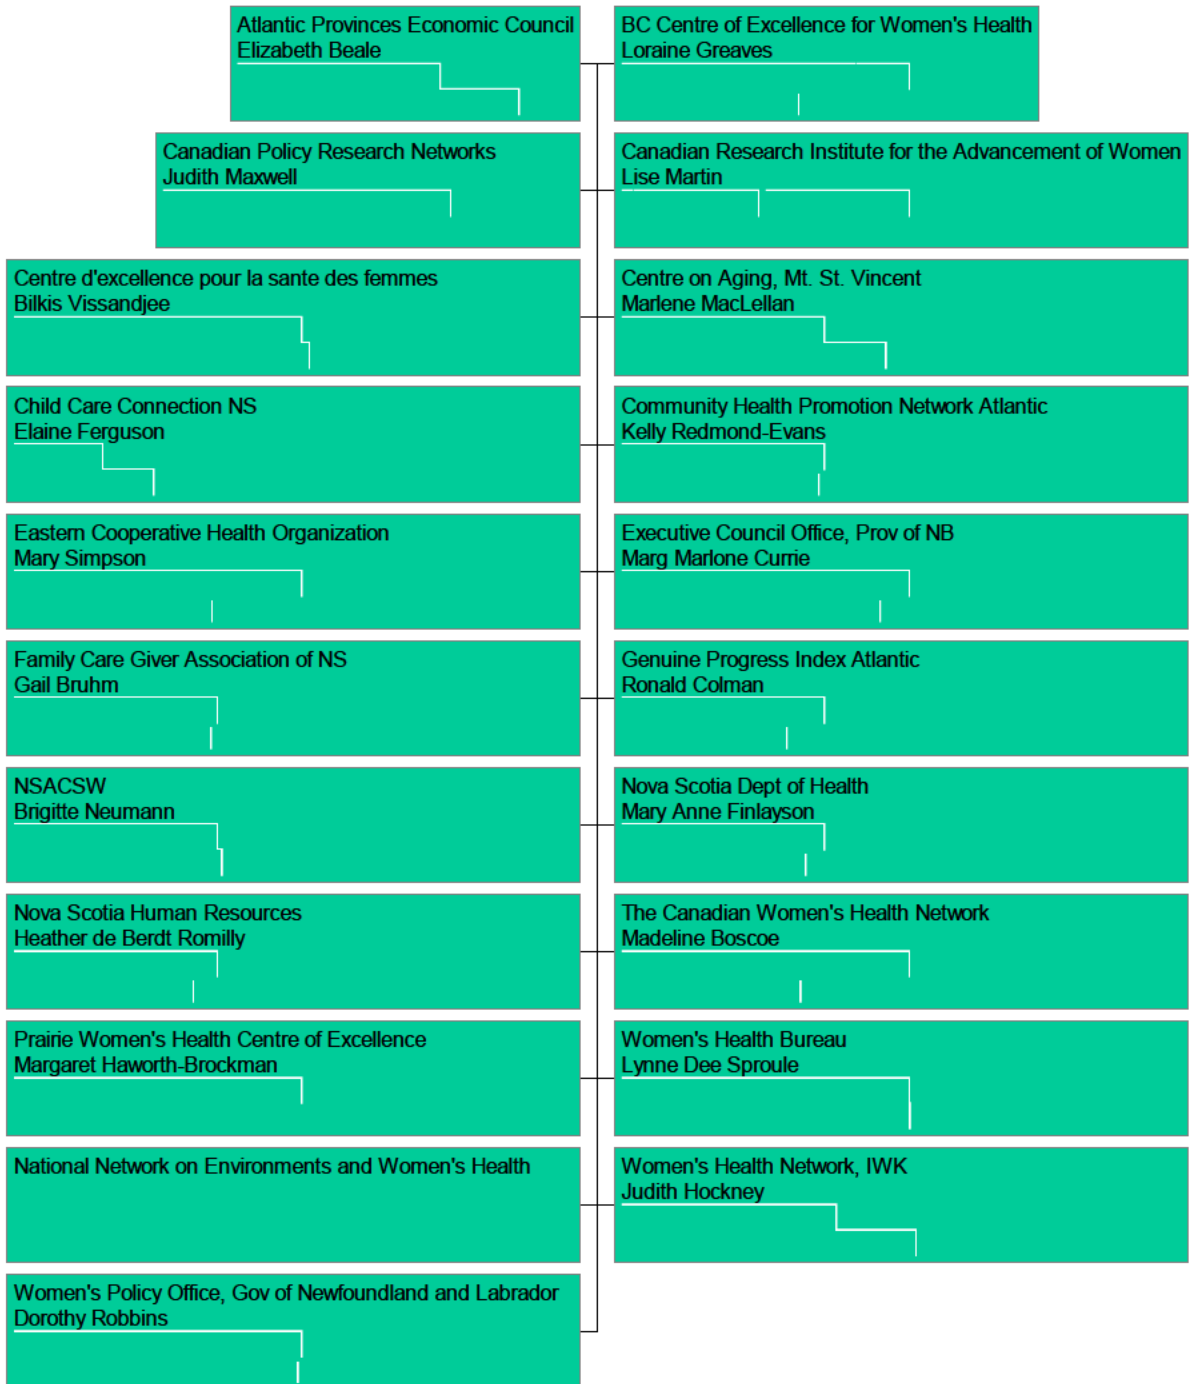 Atlantic Provinces Economic Council
Elizabeth Beale
BC Centre of Excellence for Women's Health
Loraine Greaves
Canadian Policy Research Networks
Judith Maxwell
Canadian Research Institute for the Advancement of Women
Lise Martin
Centre d'excellence pour la sante des femmes
Bilkis Vissandjee
Centre on Aging, Mt. St. Vincent
Marlene MacLellan
Child Care Connection NS
Elaine Ferguson
Community Health Promotion Network Atlantic
Kelly Redmond-Evans
Eastern Cooperative Health Organization
Mary Simpson
Executive Council Office, Prov of NB
Marg Marlone Currie
Family Care Giver Association of NS
Gail Bruhm
Genuine Progress Index Atlantic
Ronald Colman
NSACSW
Brigitte Neumann
Nova Scotia Dept of Health
Mary Anne Finlayson
Nova Scotia Human Resources
Heather de Berdt Romilly
The Canadian Women's Health Network
Madeline Boscoe
Prairie Women's Health Centre of Excellence
Margaret Haworth-Brockman
Women's Health Bureau
Lynne Dee Sproule
National Network on Environments and Women's Health
Women's Health Network, IWK
Judith Hockney
Women's Policy Office, Gov of Newfoundland and Labrador
Dorothy Robbins